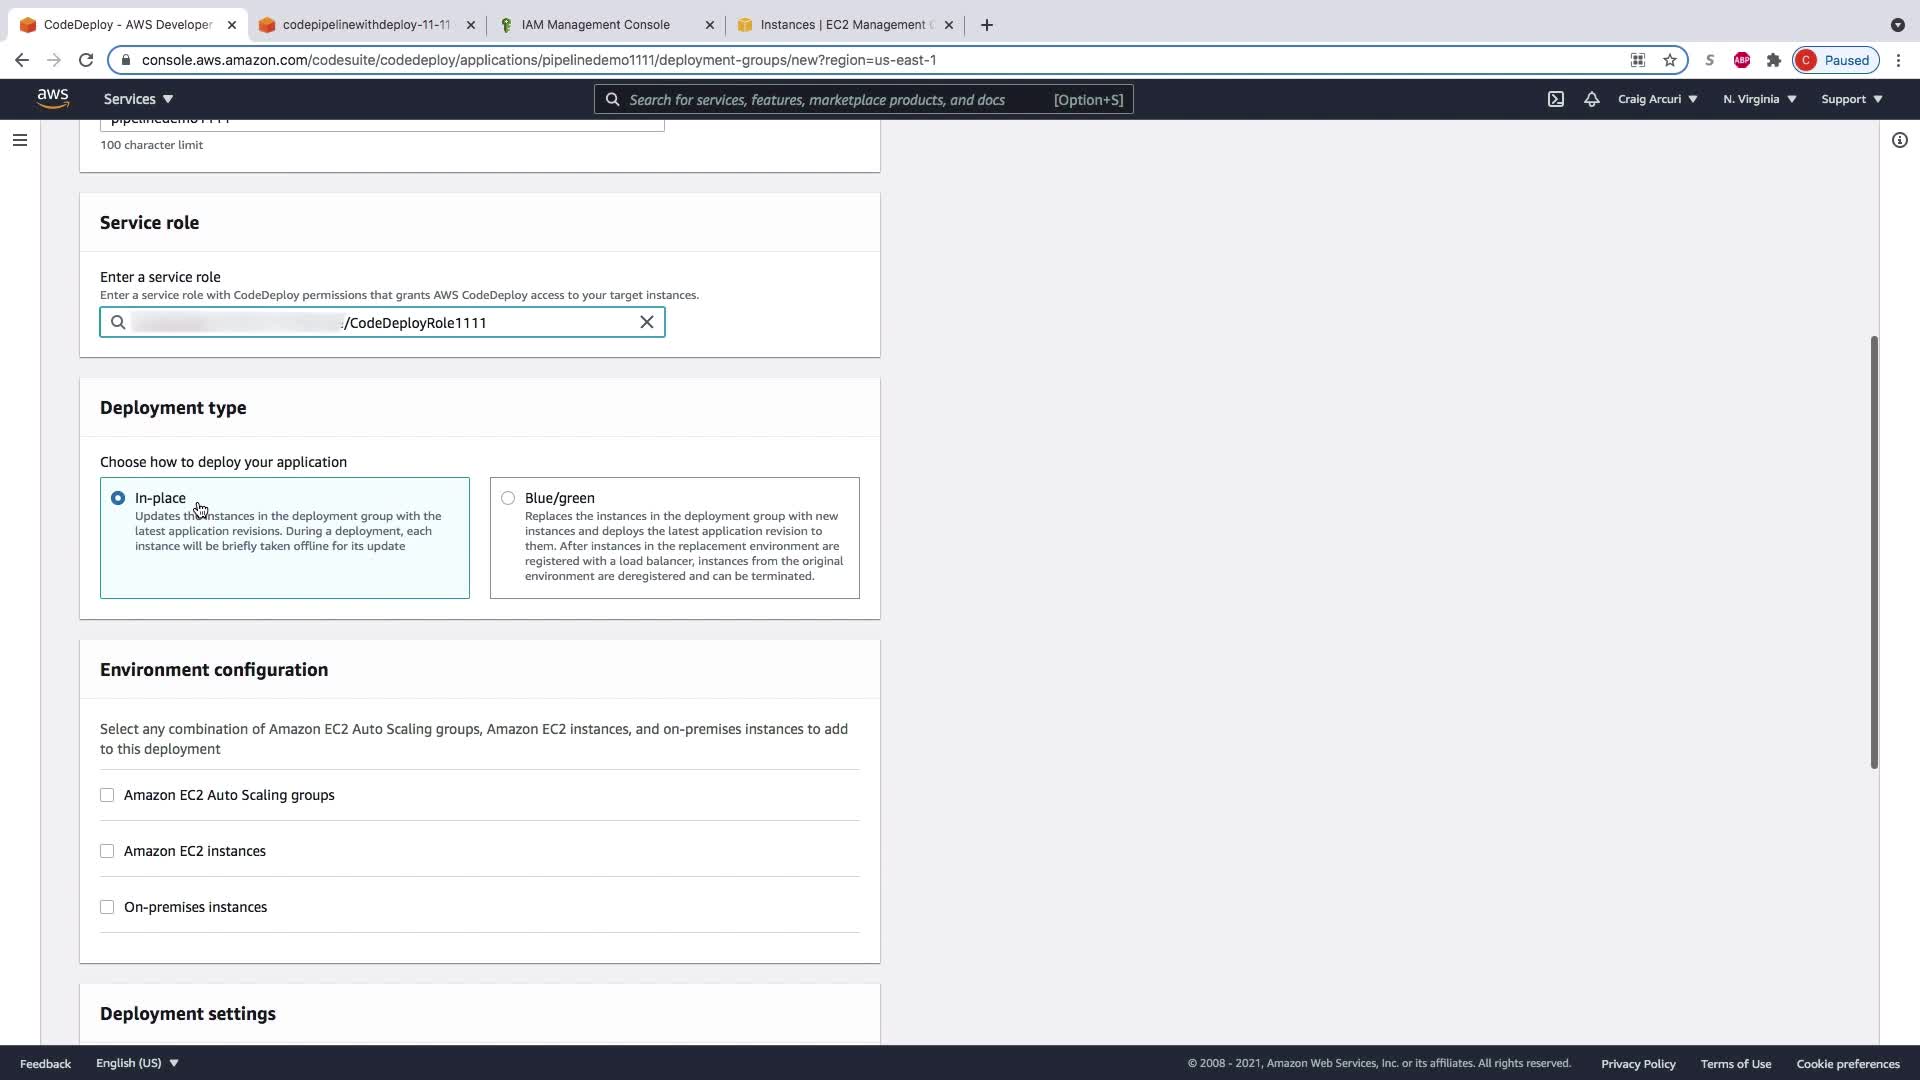 CodeDeploy - AWS Developer
codepipelinewithdeploy-11-11
IAM Management Console
Instances | EC2 Management C
console.aws.amazon.com/codesuite/codedeploy/applications/pipelinedemo1111/deployment-groups/new?region=us-east-1
S
ABP
C
Paused
aws
Services
Search for services, features, marketplace products, and docs
[Option+S]
Craig Arcuri
N. Virginia
Support
pipelinedemo1111
100 character limit
Service role
Enter a service role
Enter a service role with CodeDeploy permissions that grants AWS CodeDeploy access to your target instances.
/CodeDeployRole1111
Deployment type
Choose how to deploy your application
In-place
Updates the instances in the deployment group with the
latest application revisions. During a deployment, each
instance will be briefly taken offline for its update
Blue/green
Replaces the instances in the deployment group with new
instances and deploys the latest application revision to
them. After instances in the replacement environment are
registered with a load balancer, instances from the original
environment are deregistered and can be terminated.
Environment configuration
Select any combination of Amazon EC2 Auto Scaling groups, Amazon EC2 instances, and on-premises instances to add
to this deployment
Amazon EC2 Auto Scaling groups
Amazon EC2 instances
On-premises instances
Deployment settings
Feedback
English (US)
© 2008 - 2021, Amazon Web Services, Inc. or its affiliates. All rights reserved.
Privacy Policy
Terms of Use
Cookie preferences